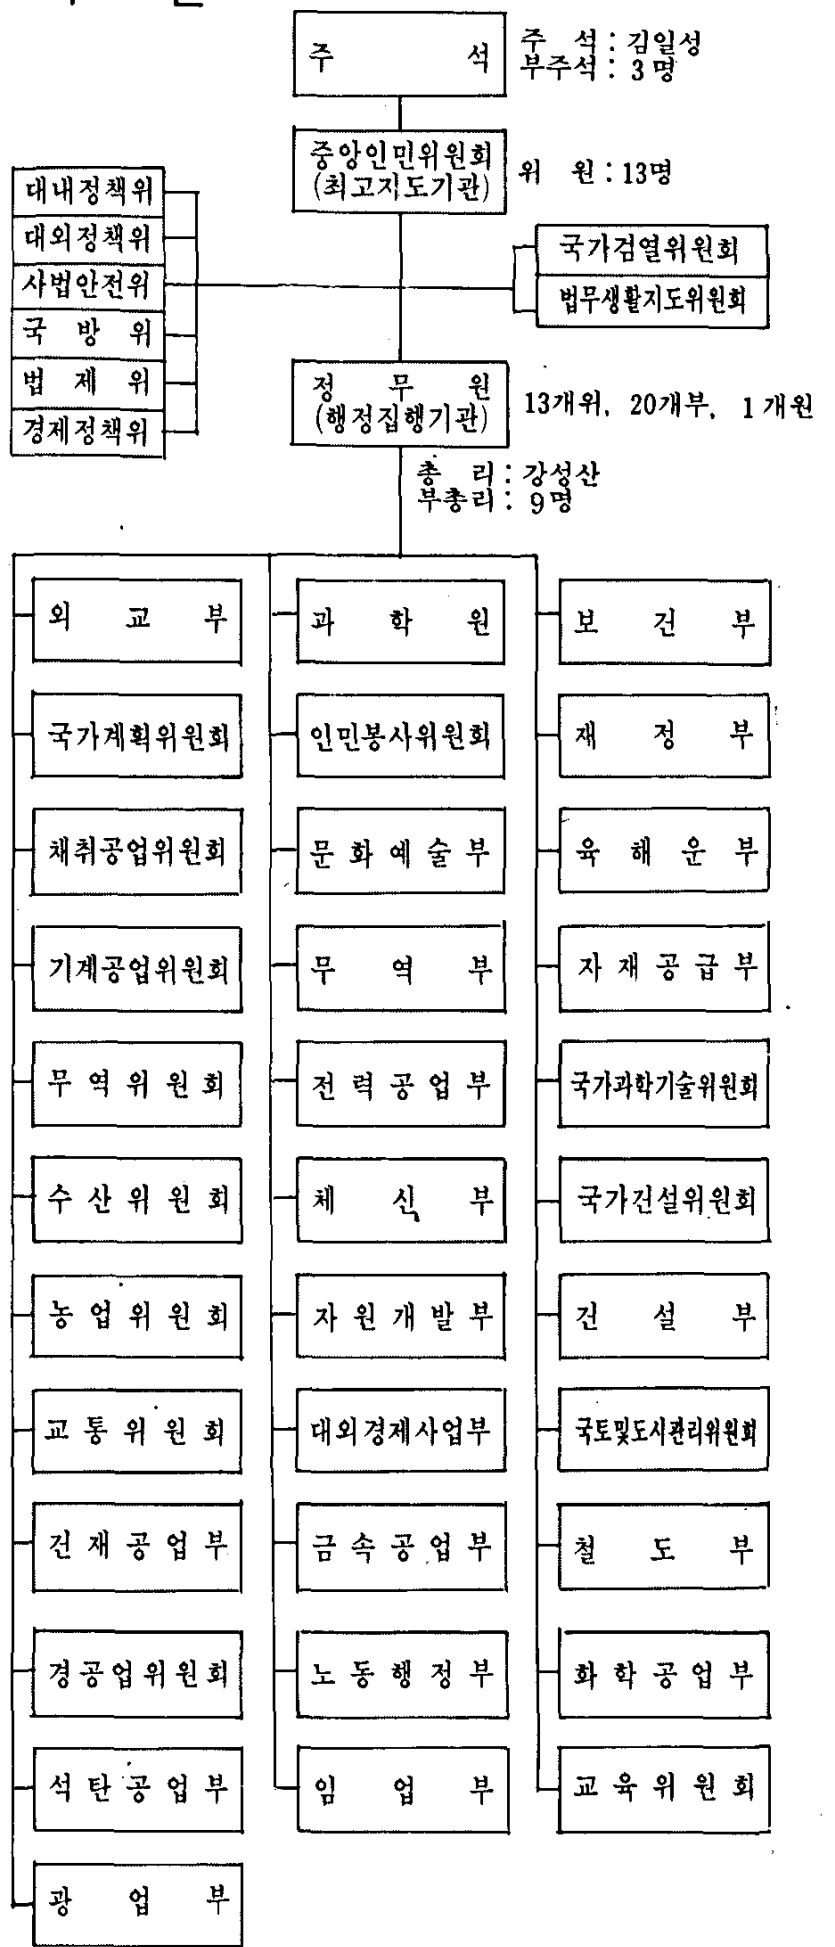 주 석
주 석 : 김일성
부주석 : 3명
중앙인민위원회
(최고지도기관)
위 원 : 13명
대내정책위
대외정책위
사법안전위
국 방 위
법 제 위
경제정책위
국가검열위원회
법무생활지도위원회
정 무 원
(행정집행기관)
13개위, 20개부, 1개원
총 리 : 강성산
부총리 : 9명
외 교 부
국가계획위원회
채취공업위원회
기계공업위원회
무역위원회
수산위원회
농업위원회
교통위원회
건재공업부
경공업위원회
석탄공업부
광 업 부
과 학 원
인민봉사위원회
문화예술부
무 역 부
전력공업부
체 신 부
자원개발부
대외경제사업부
금속공업부
노동행정부
임 업 부
보 건 부
재 정 부
육해운부
자재공급부
국가과학기술위원회
국가건설위원회
건 설 부
국토및도시관리위원회
철 도 부
화학공업부
교육위원회